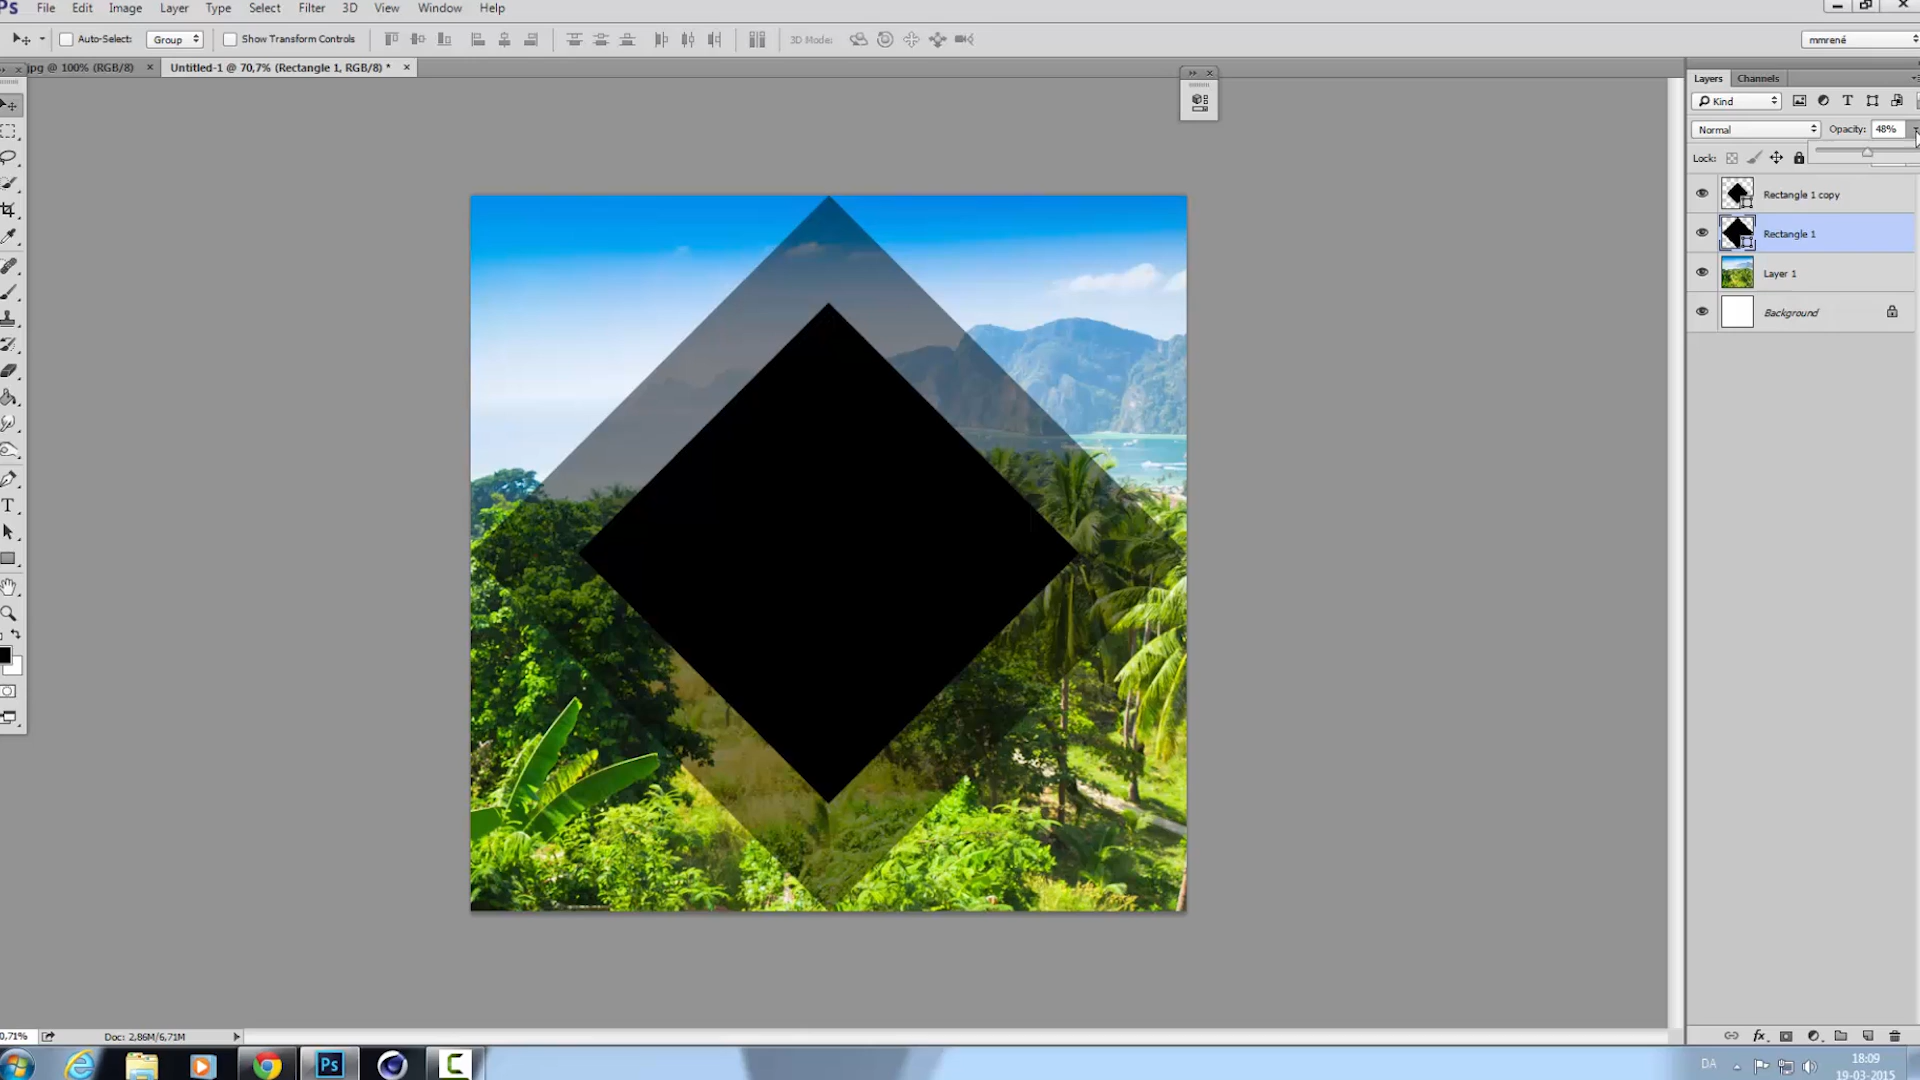 Ps File Edit Image Layer Type Select Filter 3D View Window Help
Auto-Select: Group Show Transform Controls 3D Mode: mmrené
jpg @ 100% (RGB/8) × Untitled-1 @ 70,7% (Rectangle 1, RGB/8) * ×
Layers Channels
Kind T
Normal Opacity: 48%
Lock:
Rectangle 1 copy
Rectangle 1
Layer 1
Background
T
0,71% Doc: 2,86M/6,71M fx
Ps DA 18:09
19-03-2015